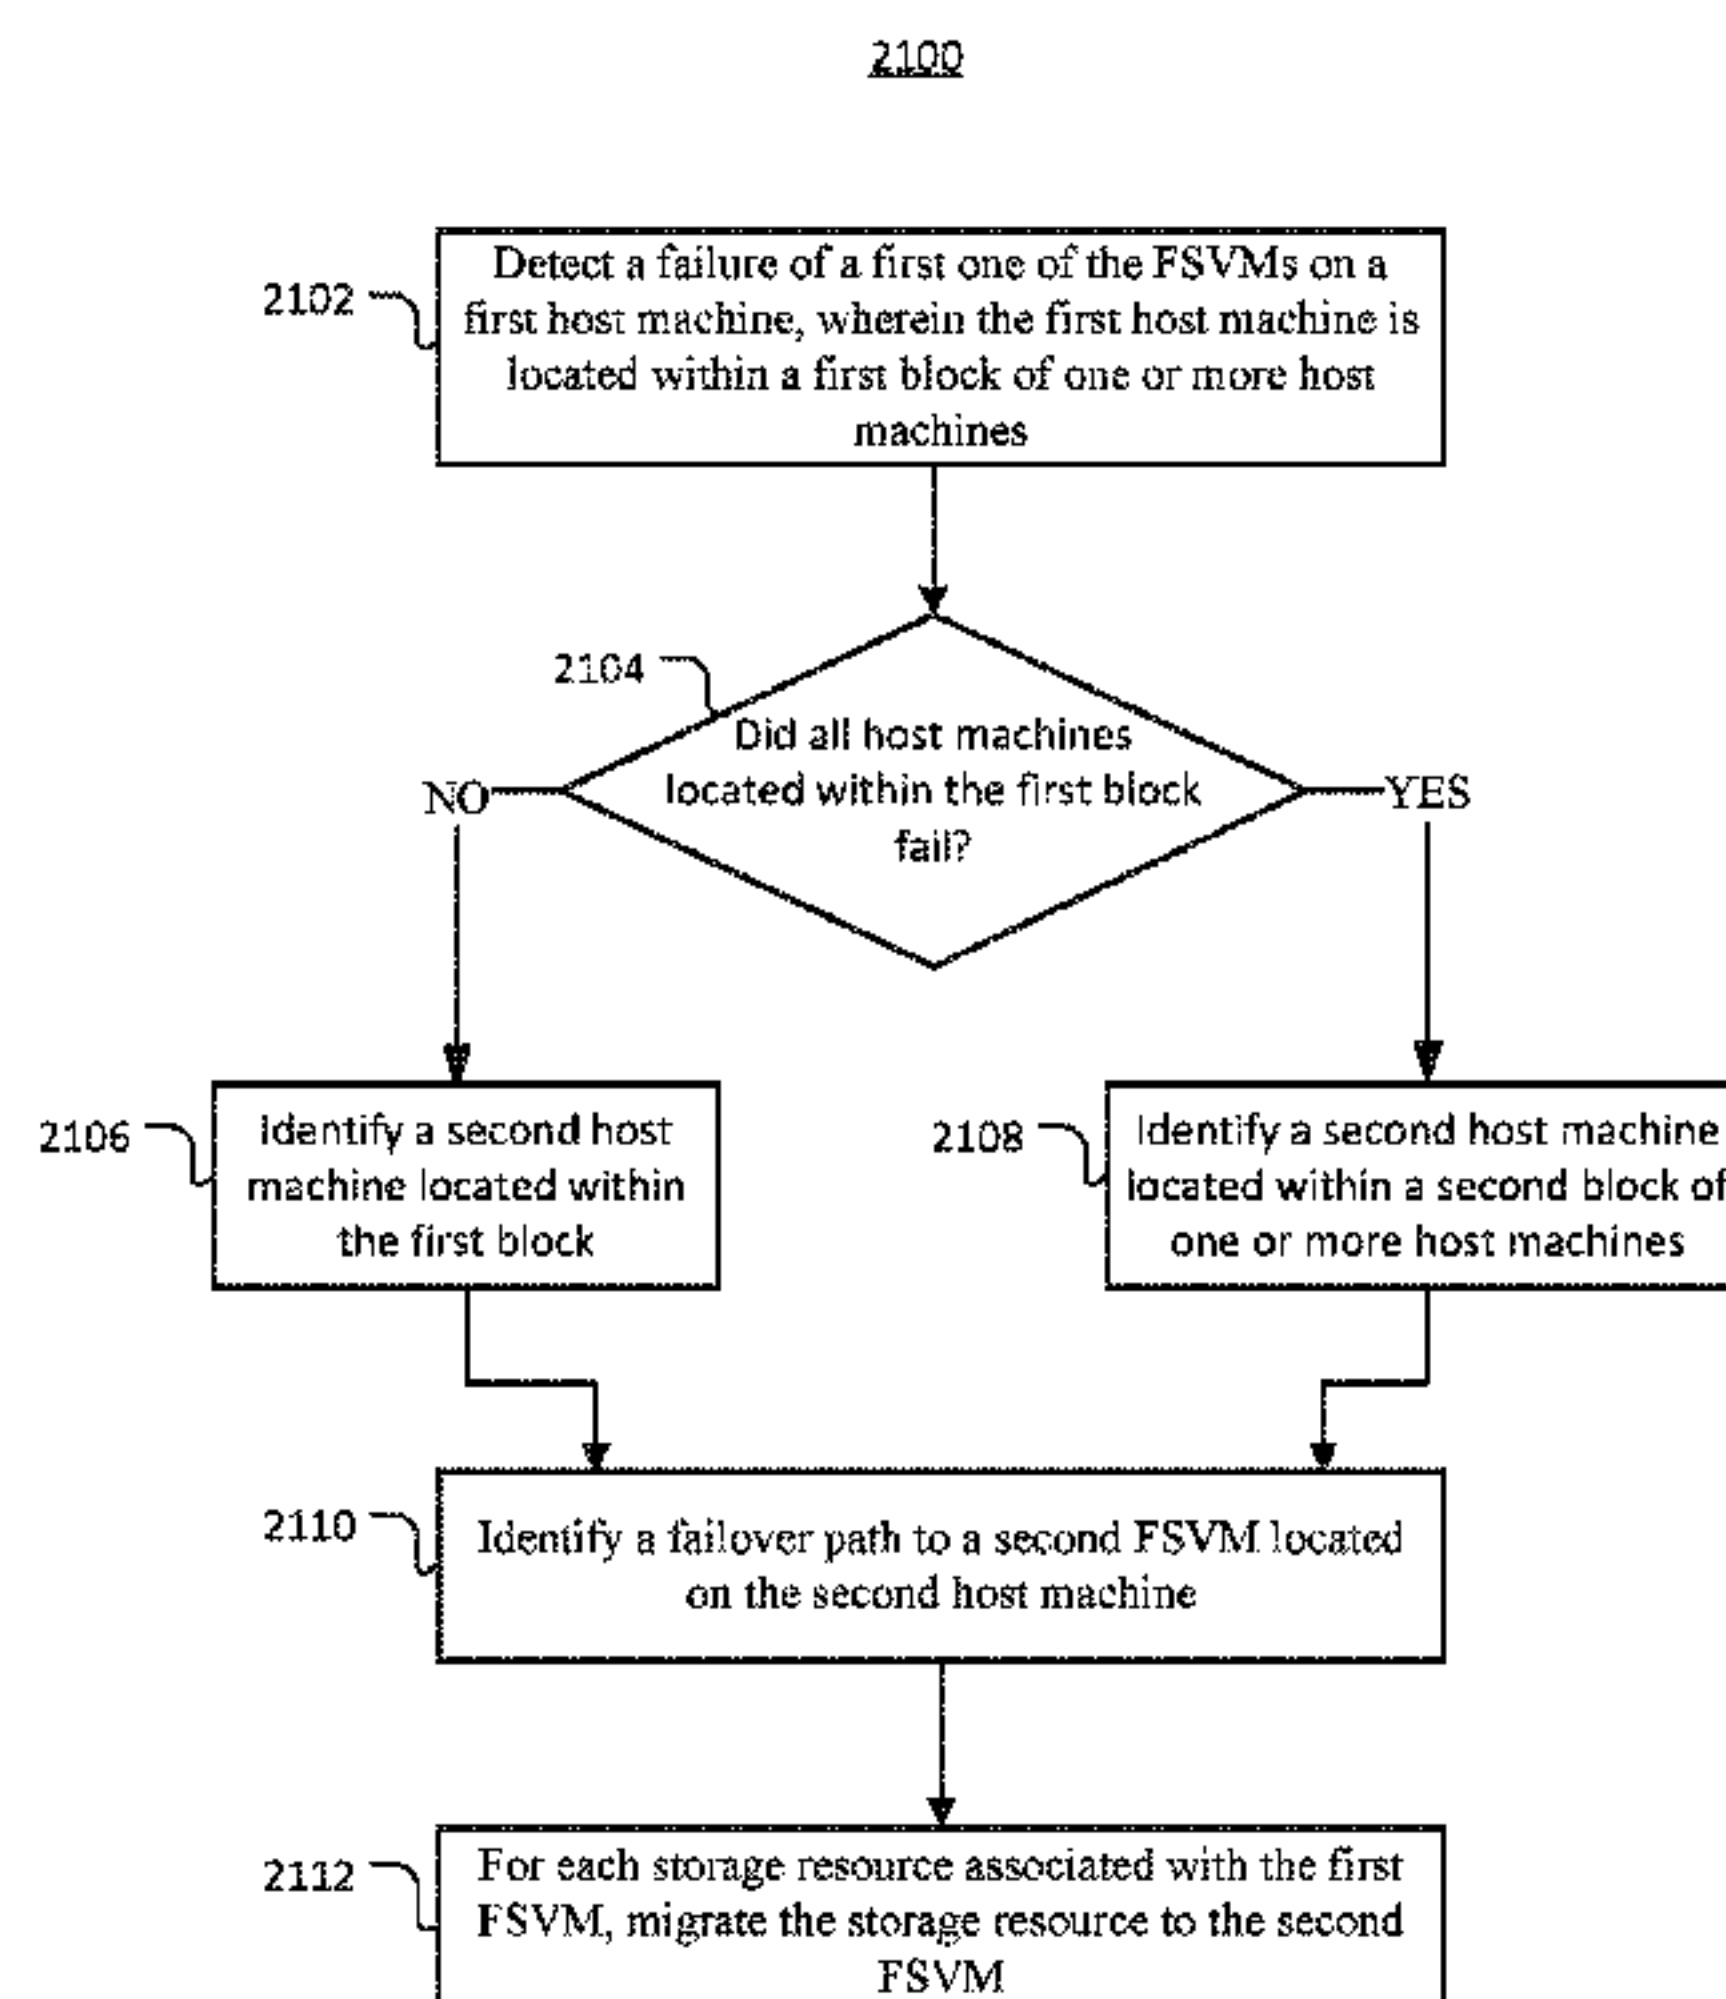 2100
2102
Detect a failure of a first one of the FSVMs on a
first host machine, wherein the first host machine is
located within a first block of one or more host
machines
2104
Did all host machines
located within the first block
fail?
NO
YES
2106
Identify a second host
machine located within
the first block
2108
Identify a second host machine
located within a second block of
one or more host machines
2110
Identify a failover path to a second FSVM located
on the second host machine
2112
For each storage resource associated with the first
FSVM, migrate the storage resource to the second
FSVM